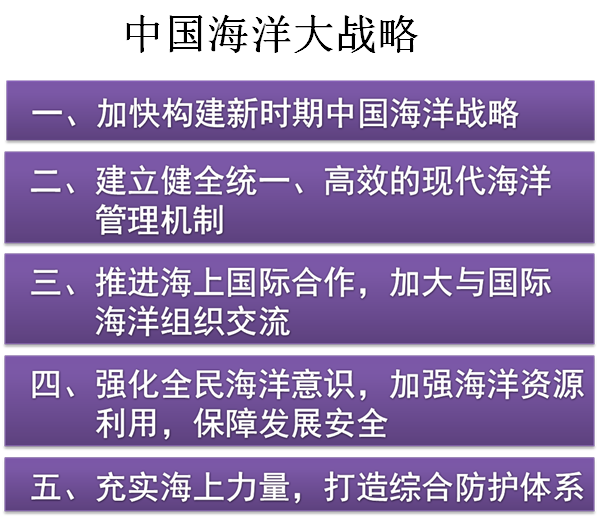 中国海洋大战略
一、加快构建新时期中国海洋战略
二、建立健全统一、高效的现代海洋
管理机制
三、推进海上国际合作，加大与国际
海洋组织交流
四、强化全民海洋意识，加强海洋资源
利用，保障发展安全
五、充实海上力量，打造综合防护体系